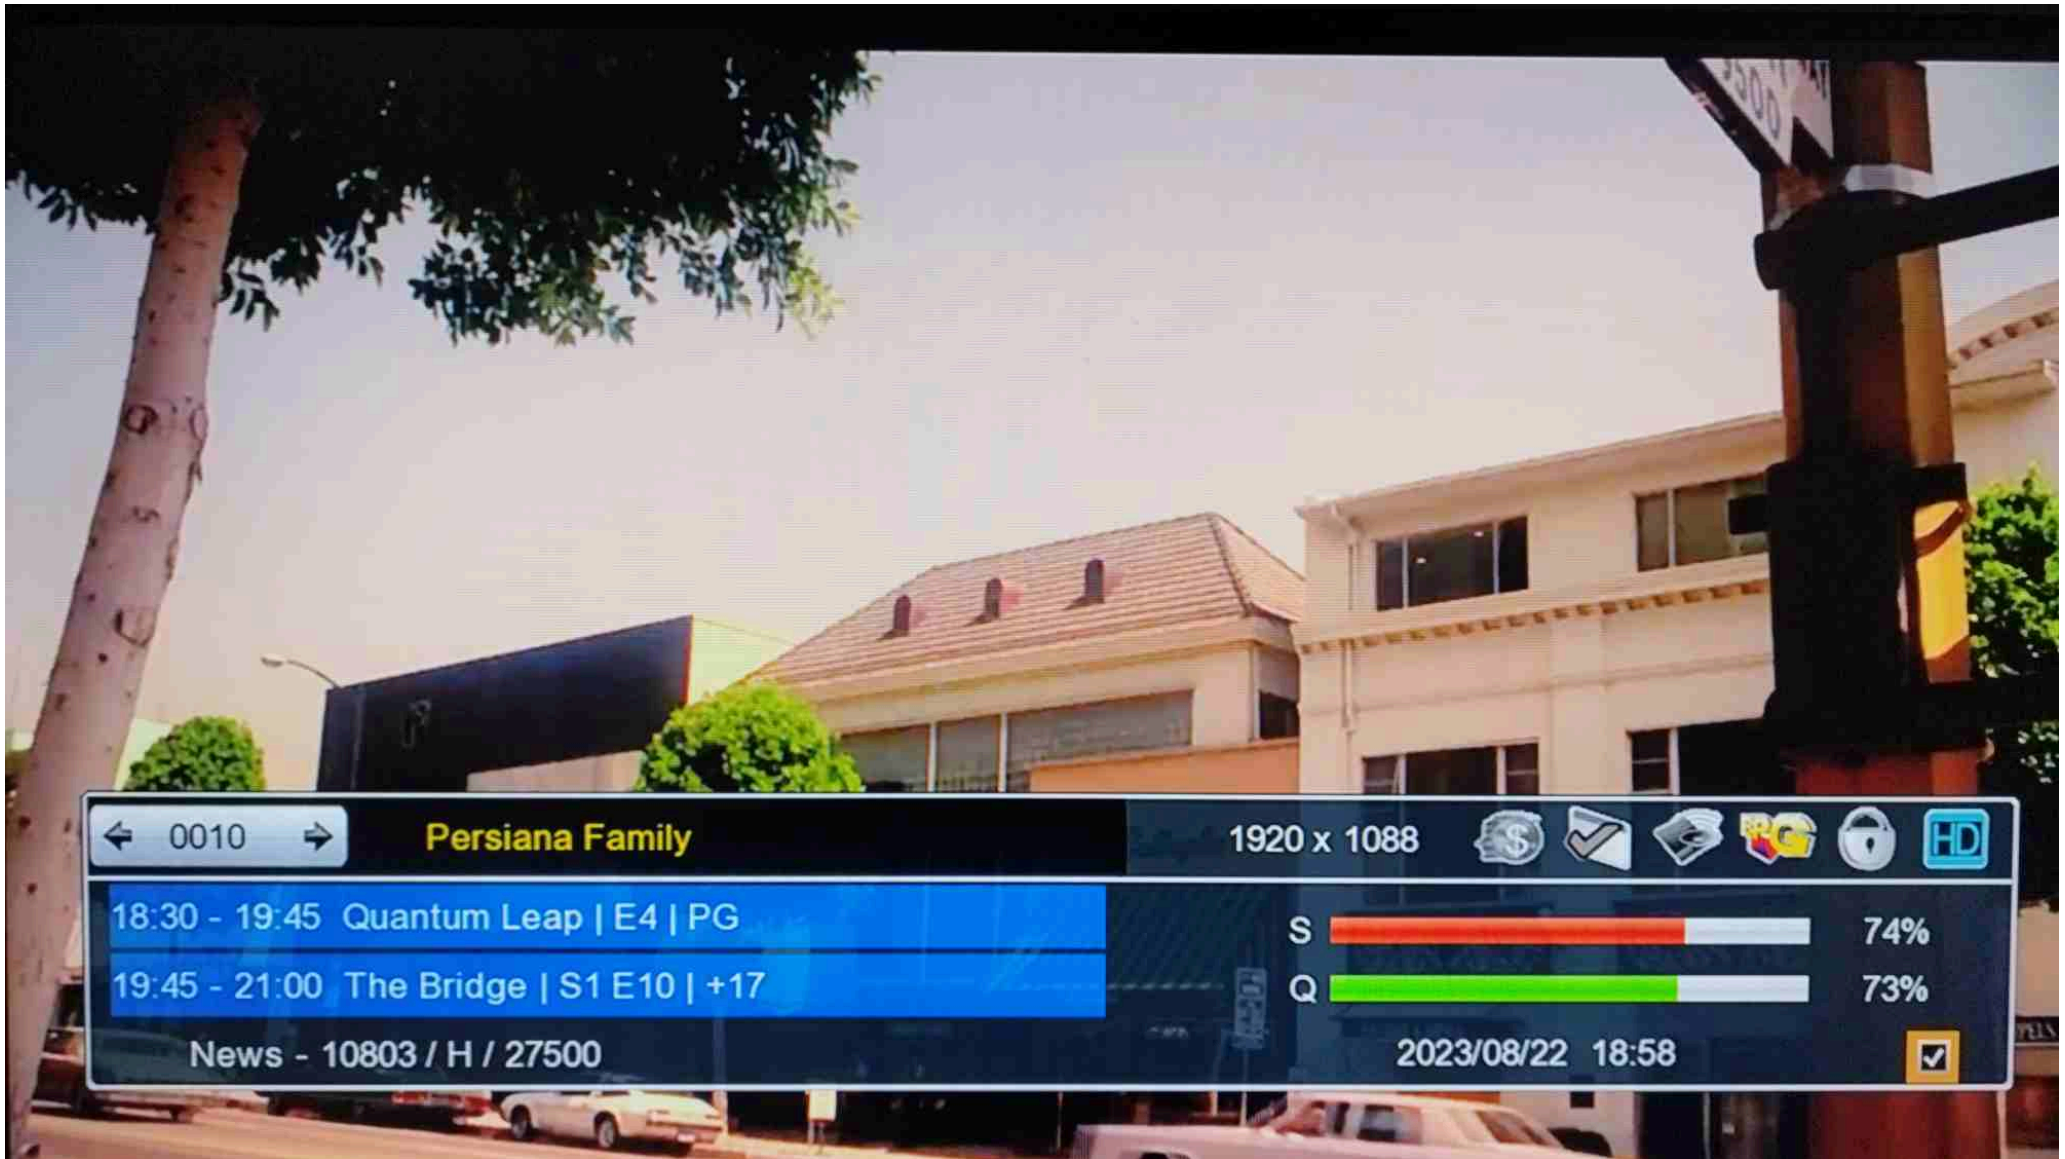 500
0010
Persiana Family
1920 x 1088
HD
18:30 - 19:45 Quantum Leap | E4 | PG
19:45 - 21:00 The Bridge | S1 E10 | +17
S 74%
Q 73%
News - 10803 / H / 27500
2023/08/22 18:58